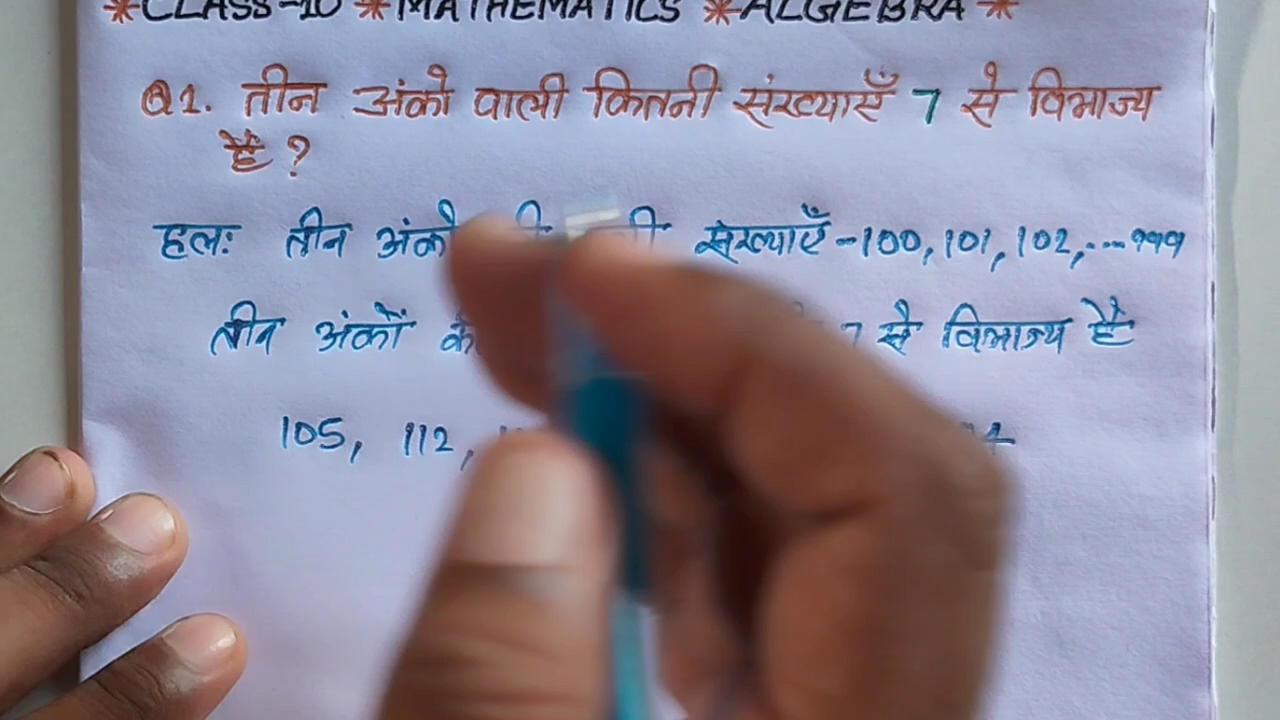 *CLASS-10 *MATHEMATICS *ALGEBRA *
Q1. तीन अंको वाली कितनी संख्याएँ 7 से विभाज्य
हैं ?
हलः तीन अंको संख्याएँ -100, 101, 102, ... 999
तीन अंकों 7 से विभाज्य हैं
105, 112,